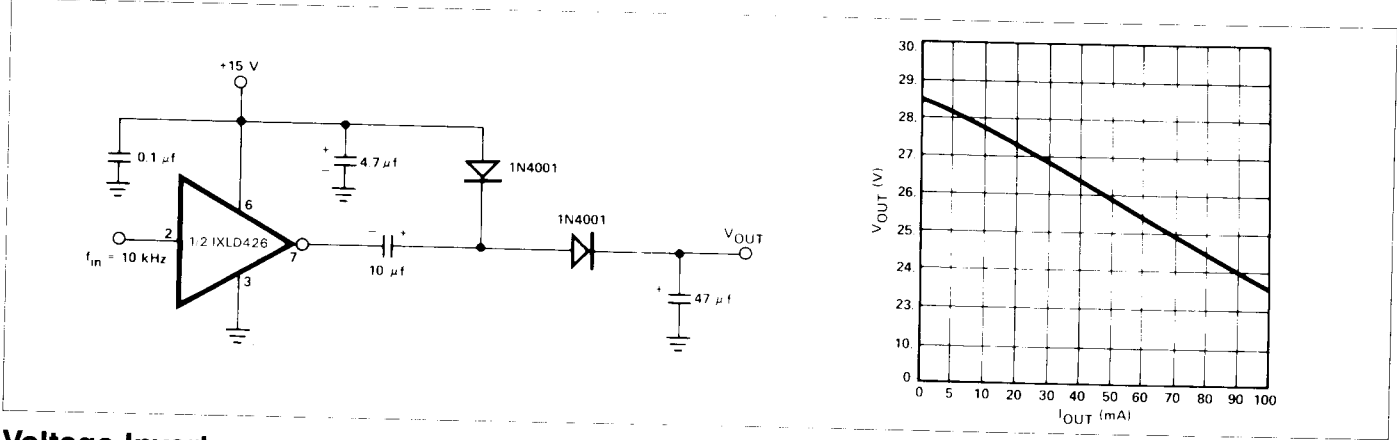 +15 V
0.1 µf
+
4.7 µf
−
1N4001
6
2
1/2 IXLD426
7
f_in = 10 kHz
3
− +
10 µf
1N4001
V_OUT
+
47 µf
30.
29.
28.
27.
26.
25
24.
23.
10.
0
V_OUT (V)
0 5 10 20 30 40 50 60 70 80 90 100
I_OUT (mA)